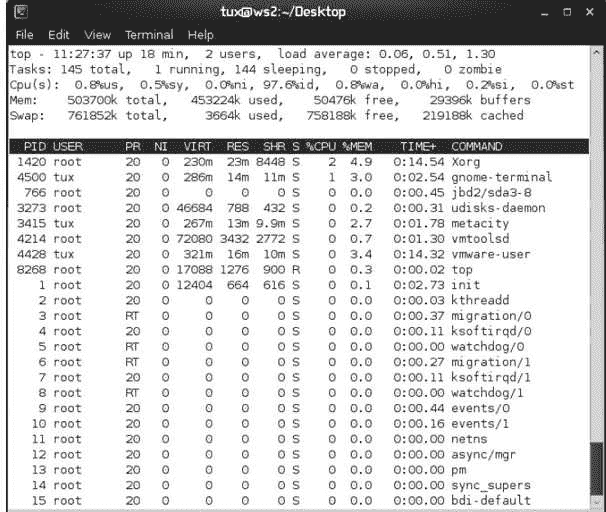 tux@ws2:~/Desktop
File Edit View Terminal Help
top - 11:27:37 up 18 min, 2 users, load average: 0.06, 0.51, 1.30
Tasks: 145 total, 1 running, 144 sleeping, 0 stopped, 0 zombie
Cpu(s): 0.8%us, 0.5%sy, 0.0%ni, 97.6%id, 0.8%wa, 0.0%hi, 0.2%si, 0.0%st
Mem: 503700k total, 453224k used, 50476k free, 29396k buffers
Swap: 761852k total, 3664k used, 758188k free, 219188k cached
PID USER PR NI VIRT RES SHR S %CPU %MEM TIME+ COMMAND
1420 root 20 0 230m 23m 8448 S 2 4.9 0:14.54 Xorg
4500 tux 20 0 286m 14m 11m S 1 3.0 0:02.54 gnome-terminal
766 root 20 0 0 0 0 S 0 0.0 0:00.45 jbd2/sda3-8
3273 root 20 0 46684 788 432 S 0 0.2 0:00.31 udisks-daemon
3415 tux 20 0 267m 13m 9.9m S 0 2.7 0:01.78 metacity
4214 root 20 0 72080 3432 2772 S 0 0.7 0:01.30 vmtoolsd
4428 tux 20 0 321m 16m 10m S 0 3.4 0:14.32 vmware-user
8268 root 20 0 17088 1276 900 R 0 0.3 0:00.02 top
1 root 20 0 12404 664 616 S 0 0.1 0:02.73 init
2 root 20 0 0 0 0 S 0 0.0 0:00.03 kthreadd
3 root RT 0 0 0 0 S 0 0.0 0:00.37 migration/0
4 root 20 0 0 0 0 S 0 0.0 0:00.11 ksoftirqd/0
5 root RT 0 0 0 0 S 0 0.0 0:00.00 watchdog/0
6 root RT 0 0 0 0 S 0 0.0 0:00.27 migration/1
7 root 20 0 0 0 0 S 0 0.0 0:00.11 ksoftirqd/1
8 root RT 0 0 0 0 S 0 0.0 0:00.00 watchdog/1
9 root 20 0 0 0 0 S 0 0.0 0:00.44 events/0
10 root 20 0 0 0 0 S 0 0.0 0:00.16 events/1
11 root 20 0 0 0 0 S 0 0.0 0:00.00 netns
12 root 20 0 0 0 0 S 0 0.0 0:00.00 async/mgr
13 root 20 0 0 0 0 S 0 0.0 0:00.00 pm
14 root 20 0 0 0 0 S 0 0.0 0:00.00 sync_supers
15 root 20 0 0 0 0 S 0 0.0 0:00.00 bdi-default